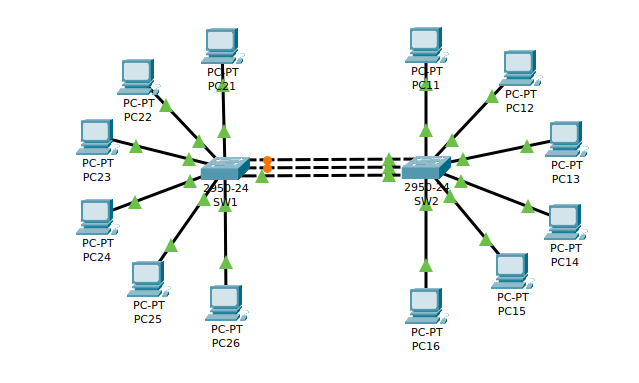 PC-PT
PC21
PC-PT
PC11
PC-PT
PC22
PC-PT
PC12
PC-PT
PC23
PC-PT
PC13
2950-24
SW1
2950-24
SW2
PC-PT
PC24
PC-PT
PC14
PC-PT
PC25
PC-PT
PC15
PC-PT
PC26
PC-PT
PC16